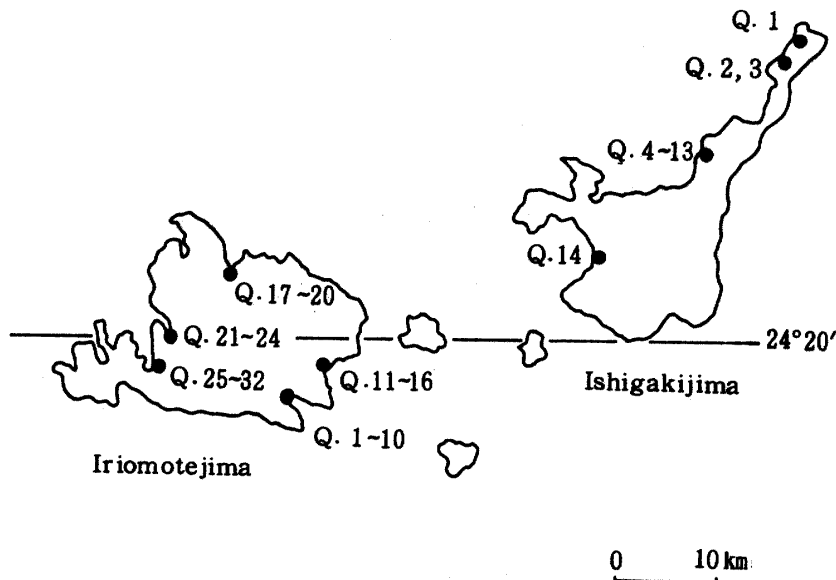 Q. 1
Q. 2, 3
Q. 4~13
Q. 14
Q. 17~20
Q. 21~24
24°20′
Q. 25~32
Q. 11~16
Ishigakijima
Q. 1~10
Iriomotejima
0 10 km